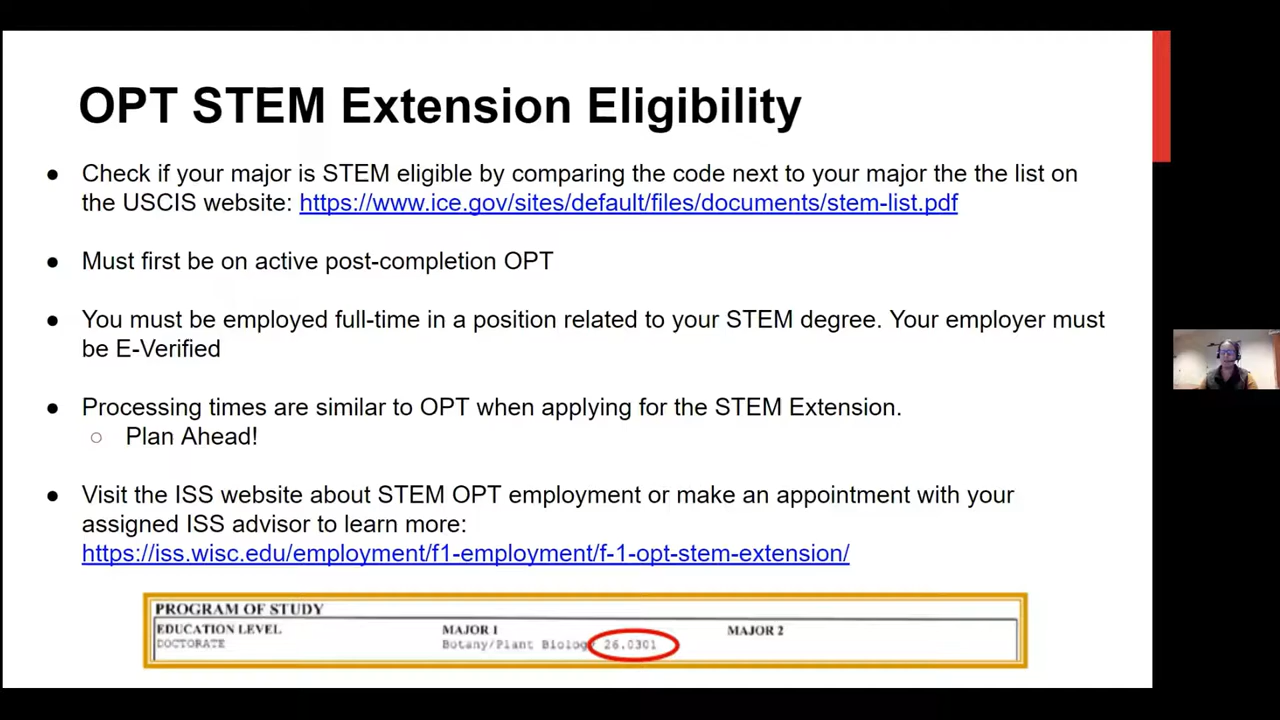 OPT STEM Extension Eligibility
● Check if your major is STEM eligible by comparing the code next to your major the the list on
the USCIS website: https://www.ice.gov/sites/default/files/documents/stem-list.pdf
● Must first be on active post-completion OPT
● You must be employed full-time in a position related to your STEM degree. Your employer must
be E-Verified
● Processing times are similar to OPT when applying for the STEM Extension.
○ Plan Ahead!
● Visit the ISS website about STEM OPT employment or make an appointment with your
assigned ISS advisor to learn more:
https://iss.wisc.edu/employment/f1-employment/f-1-opt-stem-extension/
PROGRAM OF STUDY
EDUCATION LEVEL MAJOR 1 MAJOR 2
DOCTORATE Botany/Plant Biolog 26.0301